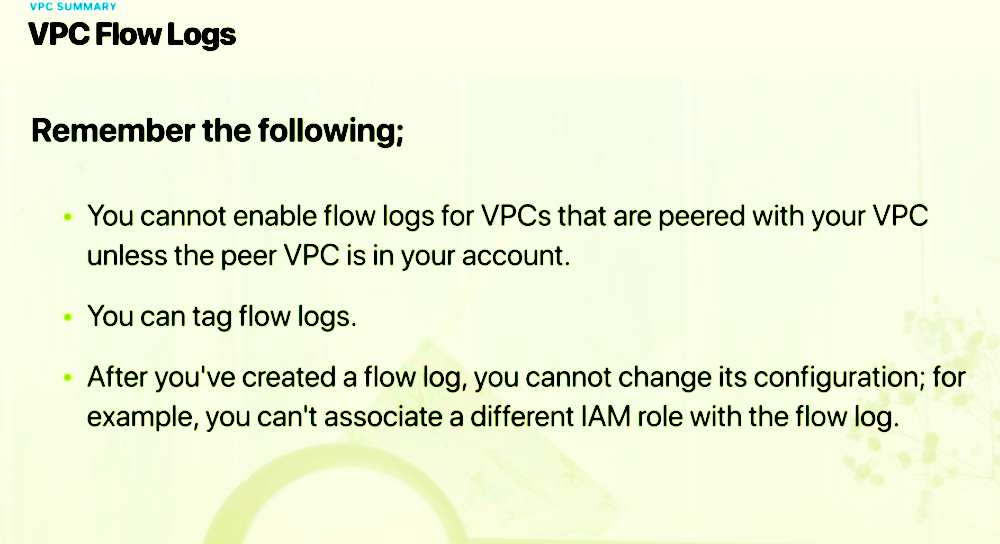 VPC SUMMARY
VPC Flow Logs
Remember the following;
• You cannot enable flow logs for VPCs that are peered with your VPC
unless the peer VPC is in your account.
• You can tag flow logs.
• After you've created a flow log, you cannot change its configuration; for
example, you can't associate a different IAM role with the flow log.